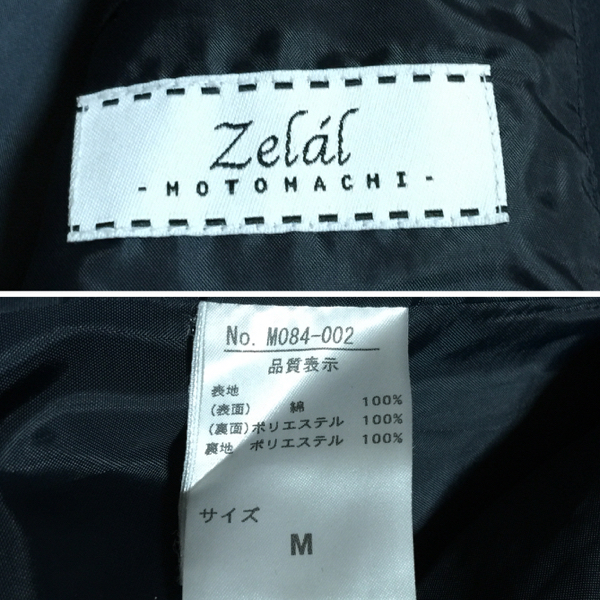 Zelál
- MOTOMACHI -
No. M084-002
品質表示
表地
(表面) 綿 100%
(裏面)ポリエステル 100%
裏地 ポリエステル 100%
サイズ
M